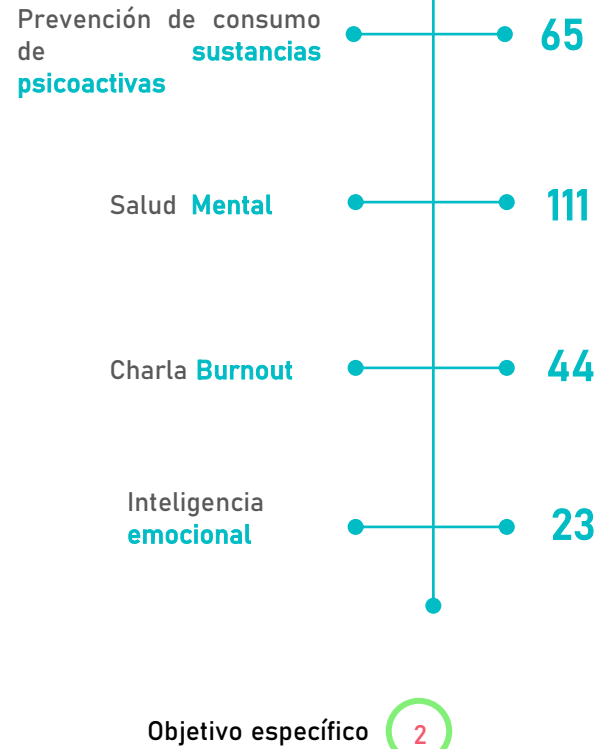 Prevención de consumo
de sustancias
psicoactivas
65
Salud Mental
111
Charla Burnout
44
Inteligencia
emocional
23
Objetivo específico 2